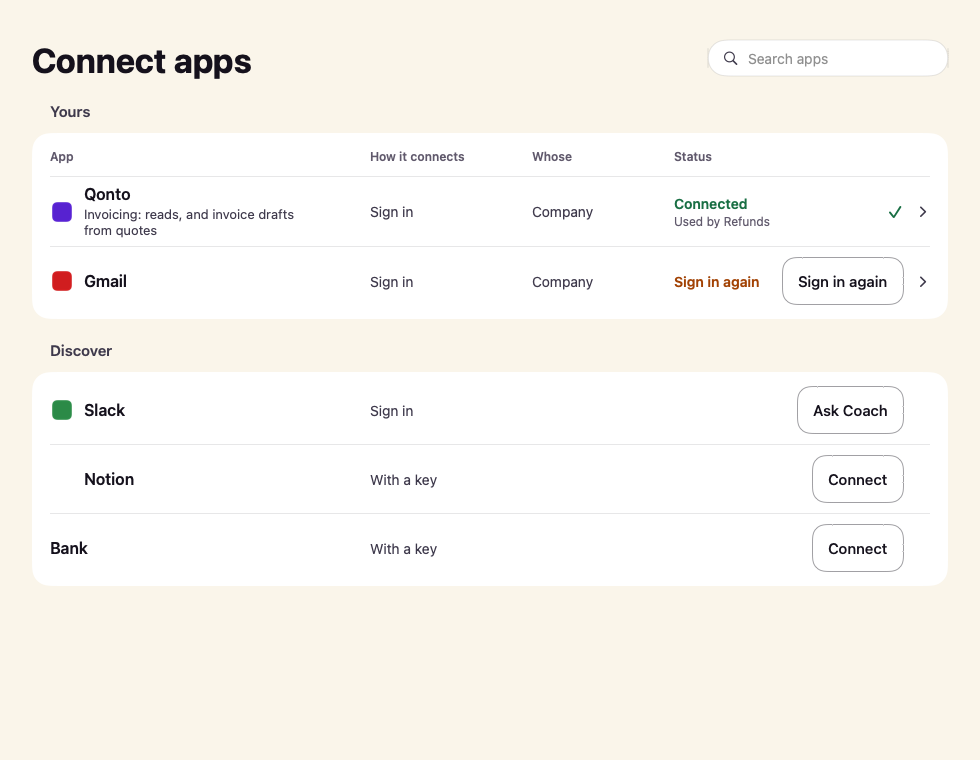 Connect apps
Search apps
Yours
App How it connects Whose Status
Qonto
Invoicing: reads, and invoice drafts
from quotes
Sign in
Company
Connected
Used by Refunds
Gmail
Sign in
Company
Sign in again
Sign in again
Discover
Slack
Sign in
Ask Coach
Notion
With a key
Connect
Bank
With a key
Connect